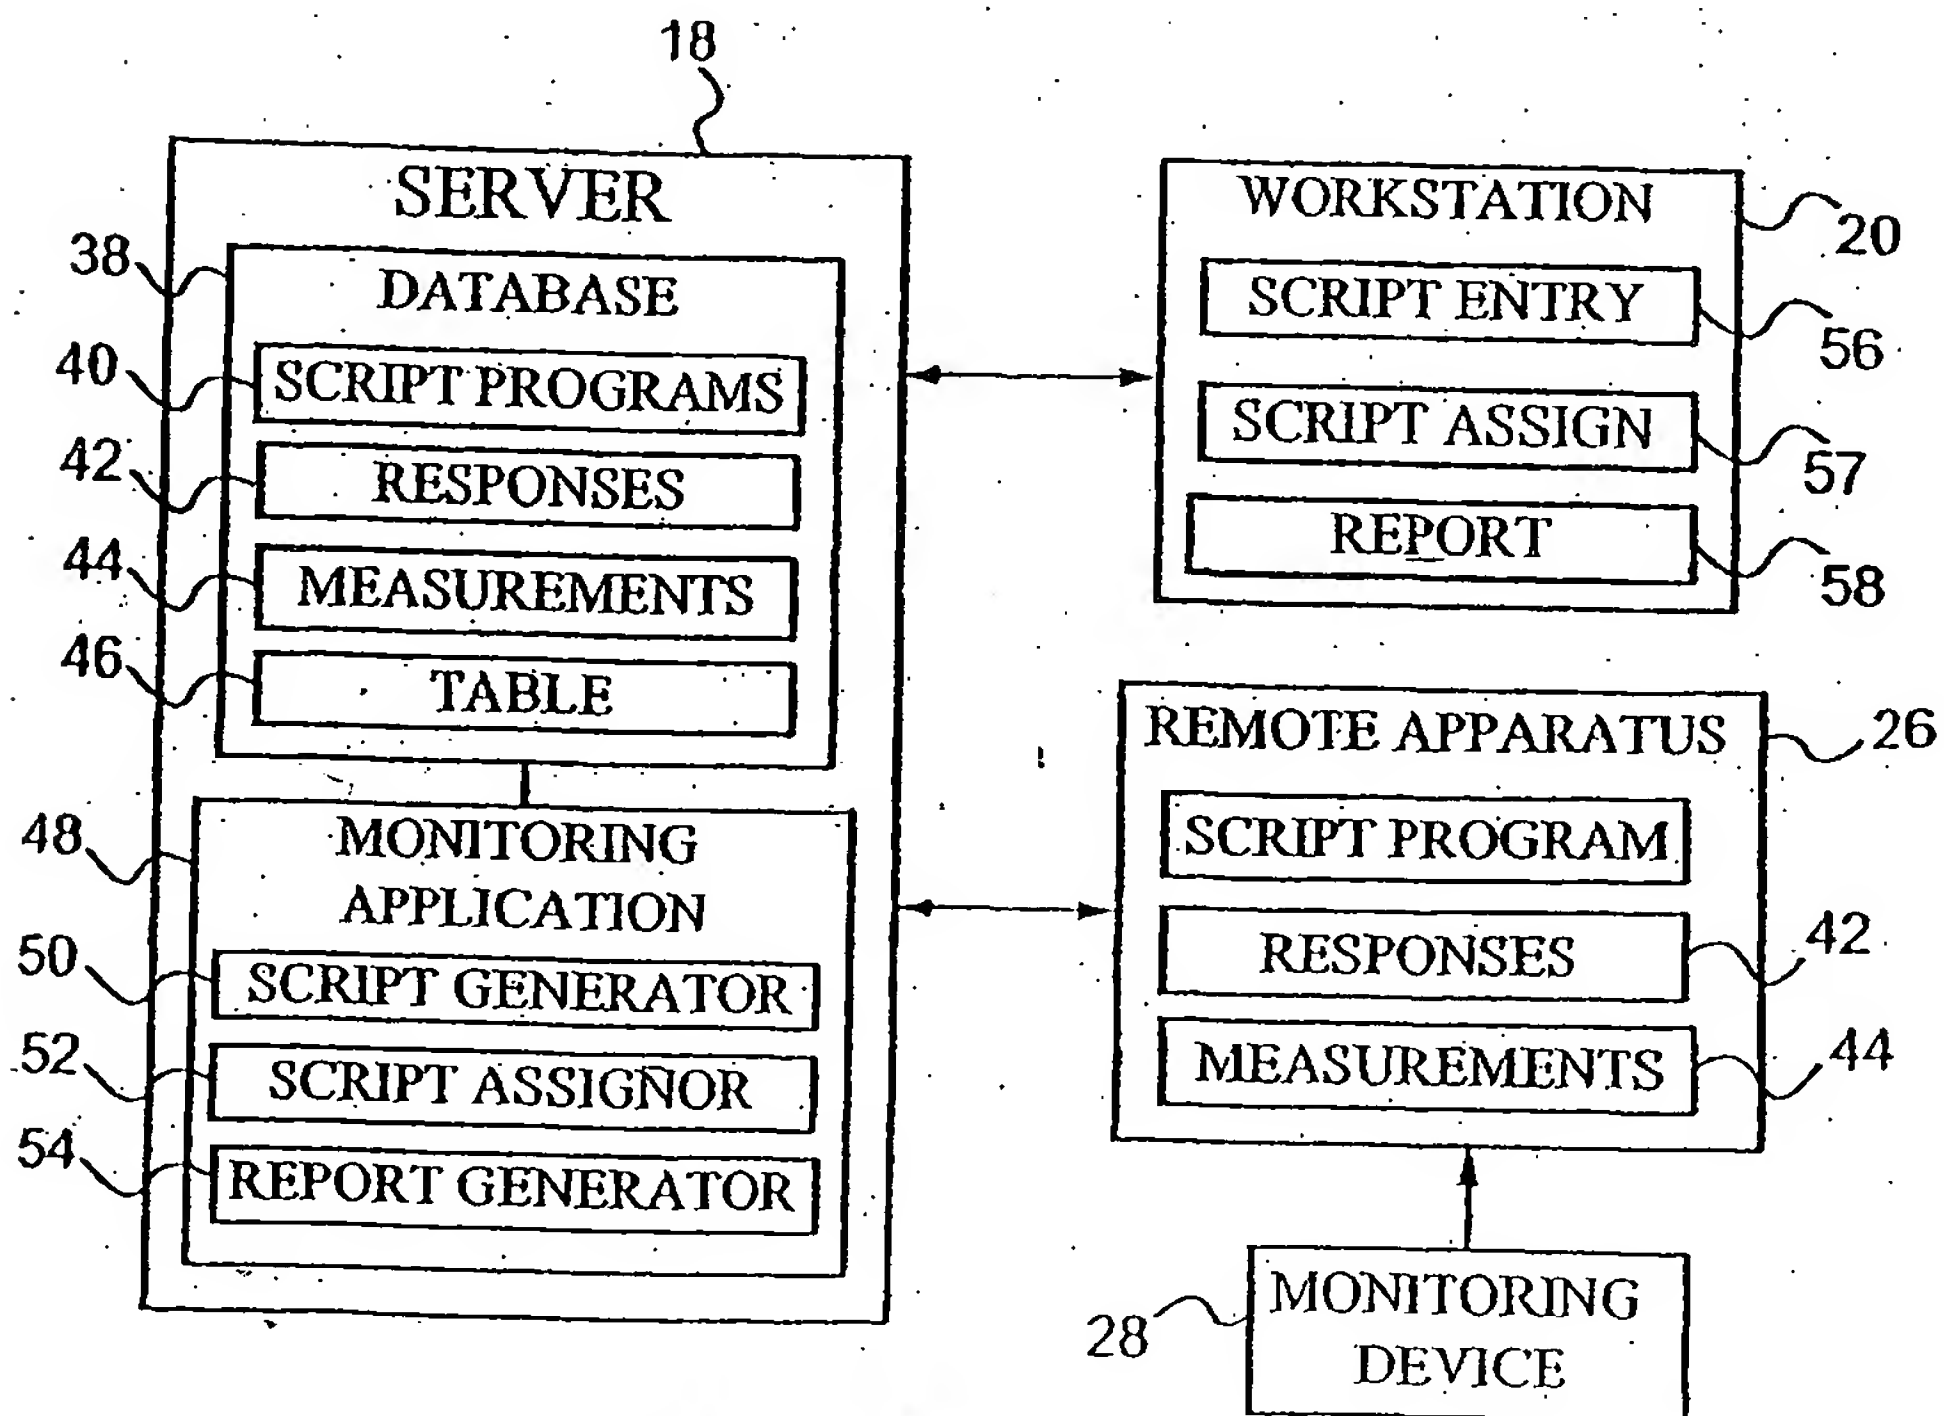 18
SERVER
38
DATABASE
40
SCRIPT PROGRAMS
42
RESPONSES
44
MEASUREMENTS
46
TABLE
48
MONITORING
APPLICATION
50
SCRIPT GENERATOR
52
SCRIPT ASSIGNOR
54
REPORT GENERATOR
WORKSTATION
20
SCRIPT ENTRY
56
SCRIPT ASSIGN
57
REPORT
58
REMOTE APPARATUS
26
SCRIPT PROGRAM
RESPONSES
42
MEASUREMENTS
44
28
MONITORING
DEVICE